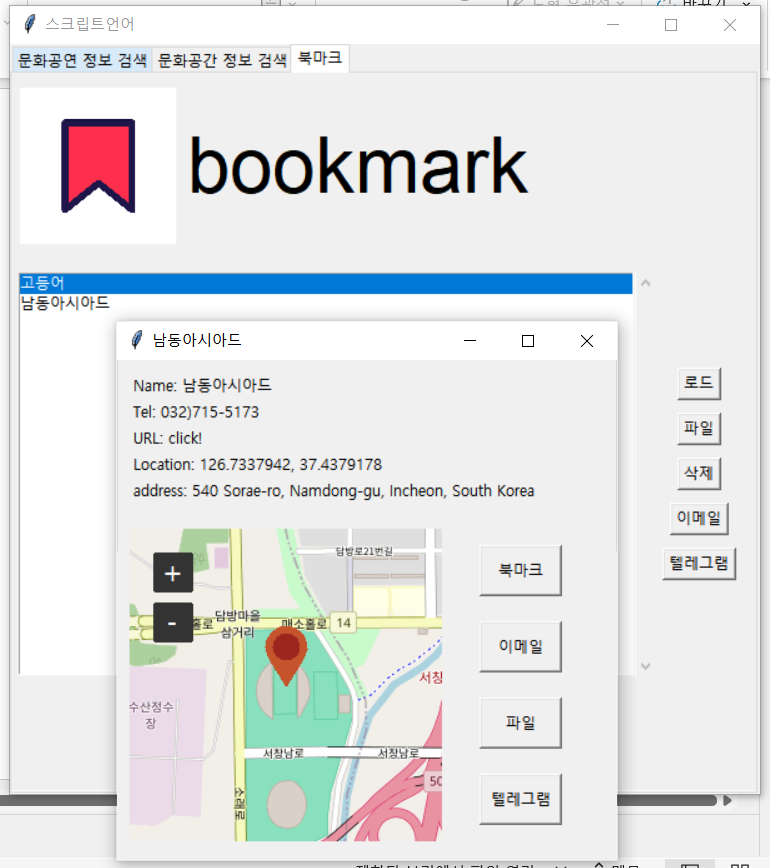 스크립트언어
문화공연 정보 검색
문화공간 정보 검색
북마크
bookmark
고등어
남동아시아드
로드
파일
삭제
이메일
텔레그램
남동아시아드
Name: 남동아시아드
Tel: 032)715-5173
URL: click!
Location: 126.7337942, 37.4379178
address: 540 Sorae-ro, Namdong-gu, Incheon, South Korea
+
-
담방로21번길
담방마을
삼거리
홀로
매소홀로
14
서창
수산정수
장
서창남로
서창남로
소래로
50
북마크
이메일
파일
텔레그램